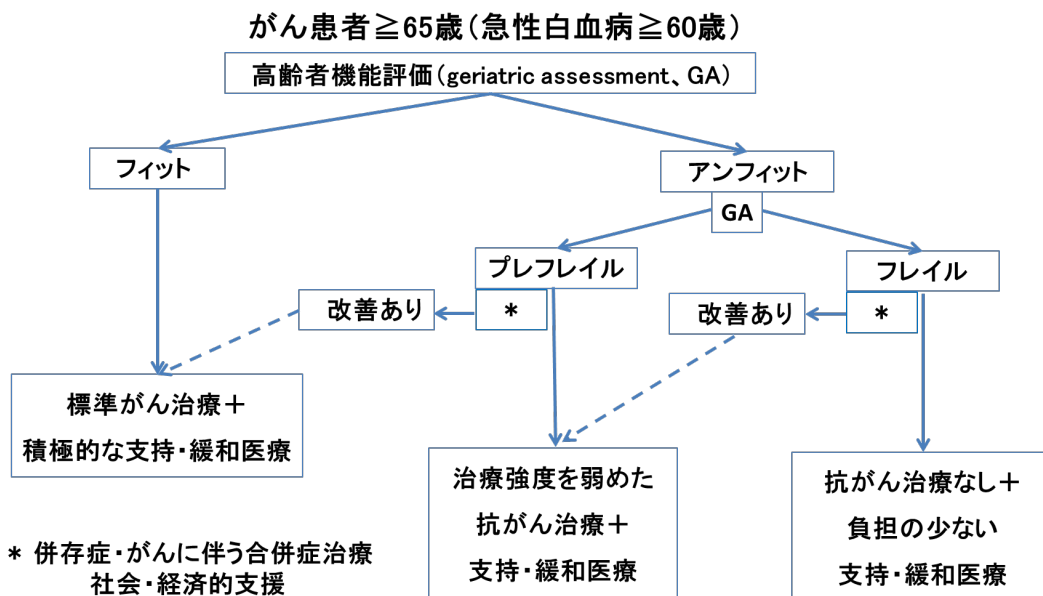 がん患者≧65歳(急性白血病≧60歳)
高齢者機能評価(geriatric assessment、GA)
フィット
アンフィット
GA
プレフレイル
フレイル
改善あり
*
改善あり
*
標準がん治療＋
積極的な支持・緩和医療
治療強度を弱めた
抗がん治療＋
支持・緩和医療
抗がん治療なし＋
負担の少ない
支持・緩和医療
* 併存症・がんに伴う合併症治療
社会・経済的支援